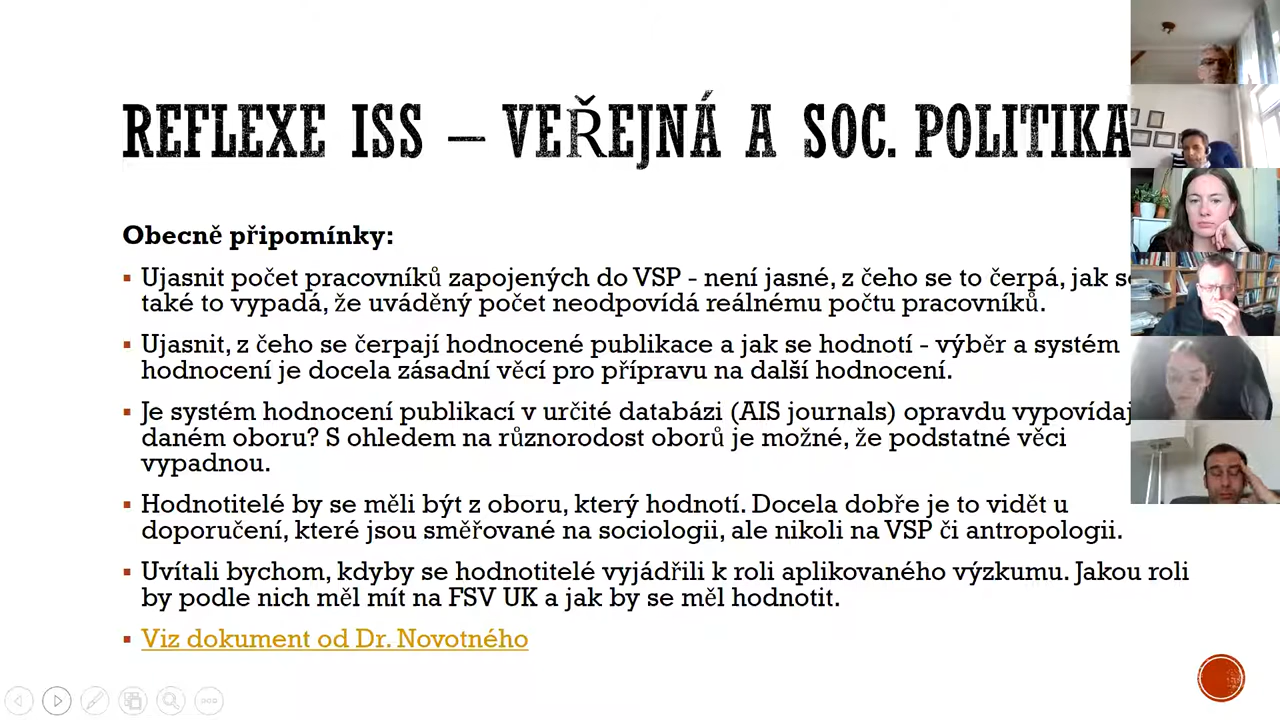 REFLEXE ISS – VEŘEJNÁ A SOC. POLITIKA
Obecně připomínky:
Ujasnit počet pracovníků zapojených do VSP - není jasné, z čeho se to čerpá, jak
také to vypadá, že uváděný počet neodpovídá reálnému počtu pracovníků.
Ujasnit, z čeho se čerpají hodnocené publikace a jak se hodnotí - výběr a systém
hodnocení je docela zásadní věcí pro přípravu na další hodnocení.
Je systém hodnocení publikací v určité databázi (AIS journals) opravdu
daném oboru? S ohledem na různorodost oborů je možné, že podstatné věci
vypadnou.
Hodnotitelé by se měli být z oboru, který hodnotí. Docela dobře je to vidět u
doporučení, které jsou směřované na sociologii, ale nikoli na VSP či antropologii.
Uvítali bychom, kdyby se hodnotitelé vyjádřili k roli aplikovaného výzkumu. Jakou roli
by podle nich měl mít na FSV UK a jak by se měl hodnotit.
Viz dokument od Dr. Novotného